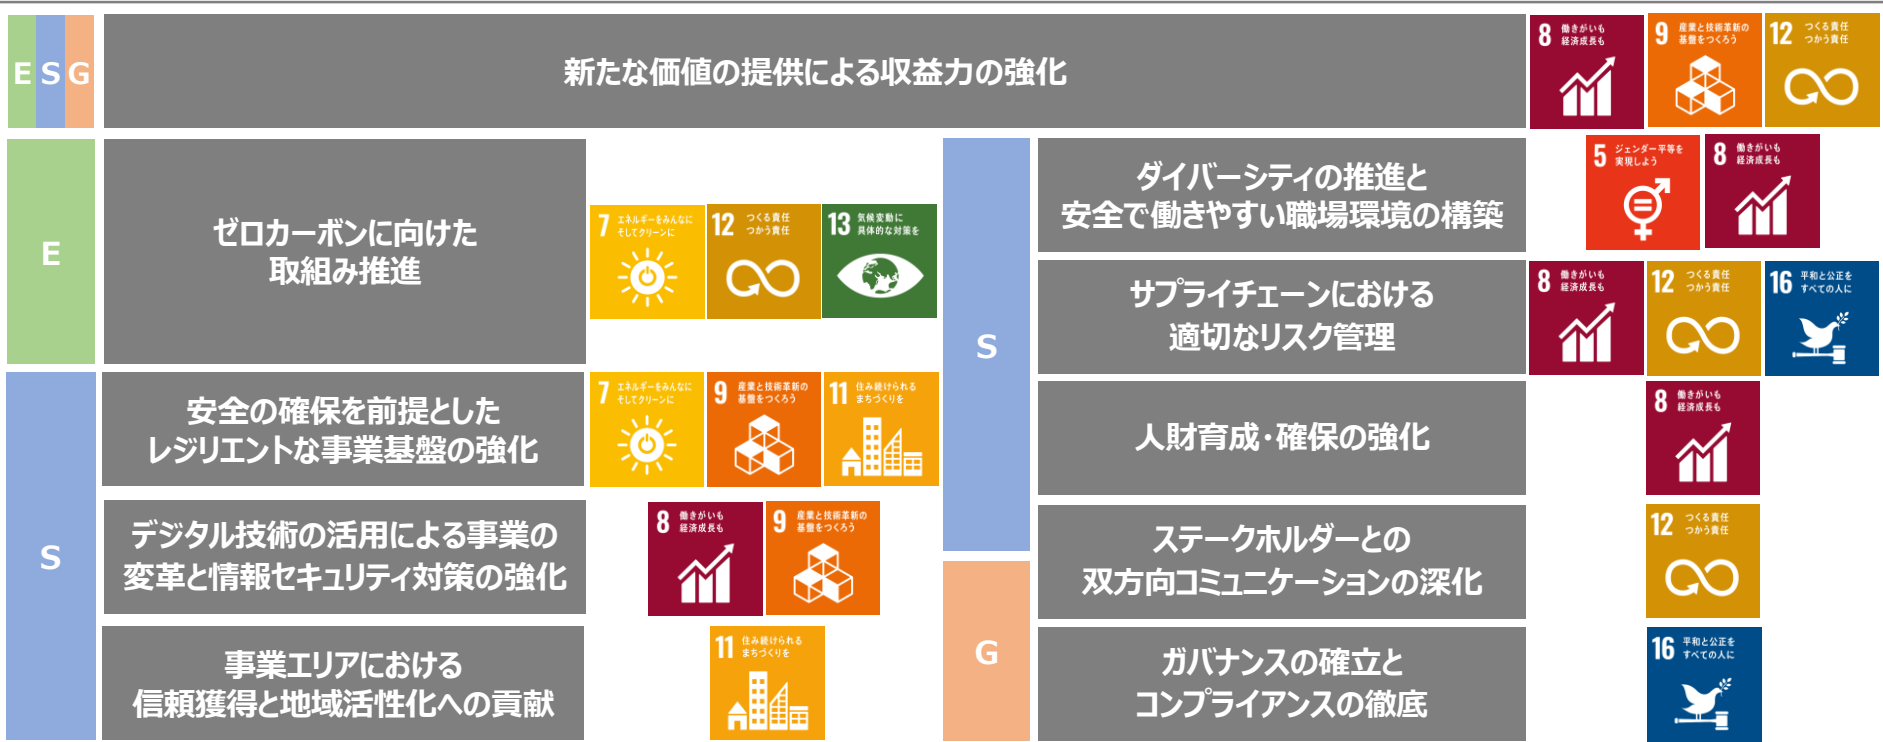 E S G
新たな価値の提供による収益力の強化
8 働きがいも
経済成長も
9 産業と技術革新の
基盤をつくろう
12 つくる責任
つかう責任
E
ゼロカーボンに向けた
取組み推進
7 エネルギーをみんなに
そしてクリーンに
12 つくる責任
つかう責任
13 気候変動に
具体的な対策を
S
安全の確保を前提とした
レジリエントな事業基盤の強化
7 エネルギーをみんなに
そしてクリーンに
9 産業と技術革新の
基盤をつくろう
11 住み続けられる
まちづくりを
デジタル技術の活用による事業の
変革と情報セキュリティ対策の強化
8 働きがいも
経済成長も
9 産業と技術革新の
基盤をつくろう
事業エリアにおける
信頼獲得と地域活性化への貢献
11 住み続けられる
まちづくりを
S
ダイバーシティの推進と
安全で働きやすい職場環境の構築
5 ジェンダー平等を
実現しよう
8 働きがいも
経済成長も
サプライチェーンにおける
適切なリスク管理
8 働きがいも
経済成長も
12 つくる責任
つかう責任
16 平和と公正を
すべての人に
人財育成・確保の強化
8 働きがいも
経済成長も
G
ステークホルダーとの
双方向コミュニケーションの深化
12 つくる責任
つかう責任
ガバナンスの確立と
コンプライアンスの徹底
16 平和と公正を
すべての人に